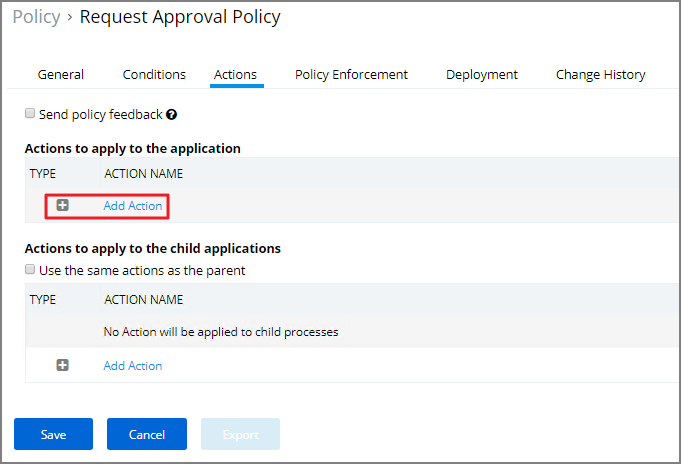 Policy › Request Approval Policy
General Conditions Actions Policy Enforcement Deployment Change History
Send policy feedback
Actions to apply to the application
TYPE ACTION NAME
Add Action
Actions to apply to the child applications
Use the same actions as the parent
TYPE ACTION NAME
No Action will be applied to child processes
Add Action
Save Cancel Export